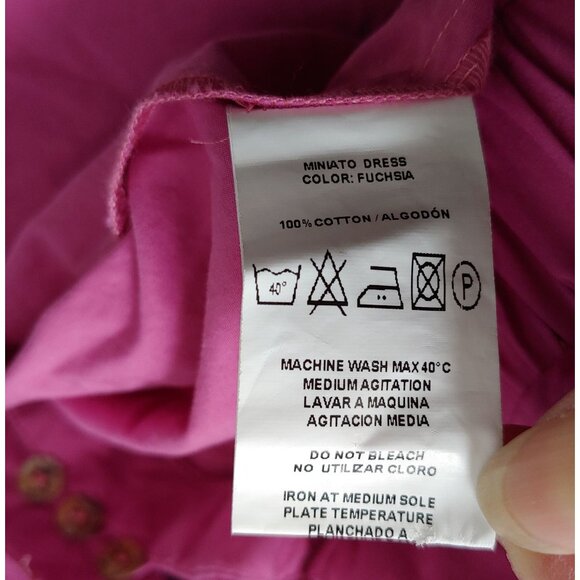 MINIATO DRESS
COLOR: FUCHSIA
100% COTTON / ALGODÓN
40° P
MACHINE WASH MAX 40°C
MEDIUM AGITATION
LAVAR A MAQUINA
AGITACION MEDIA
DO NOT BLEACH
NO UTILIZAR CLORO
IRON AT MEDIUM SOLE
PLATE TEMPERATURE
PLANCHADO A